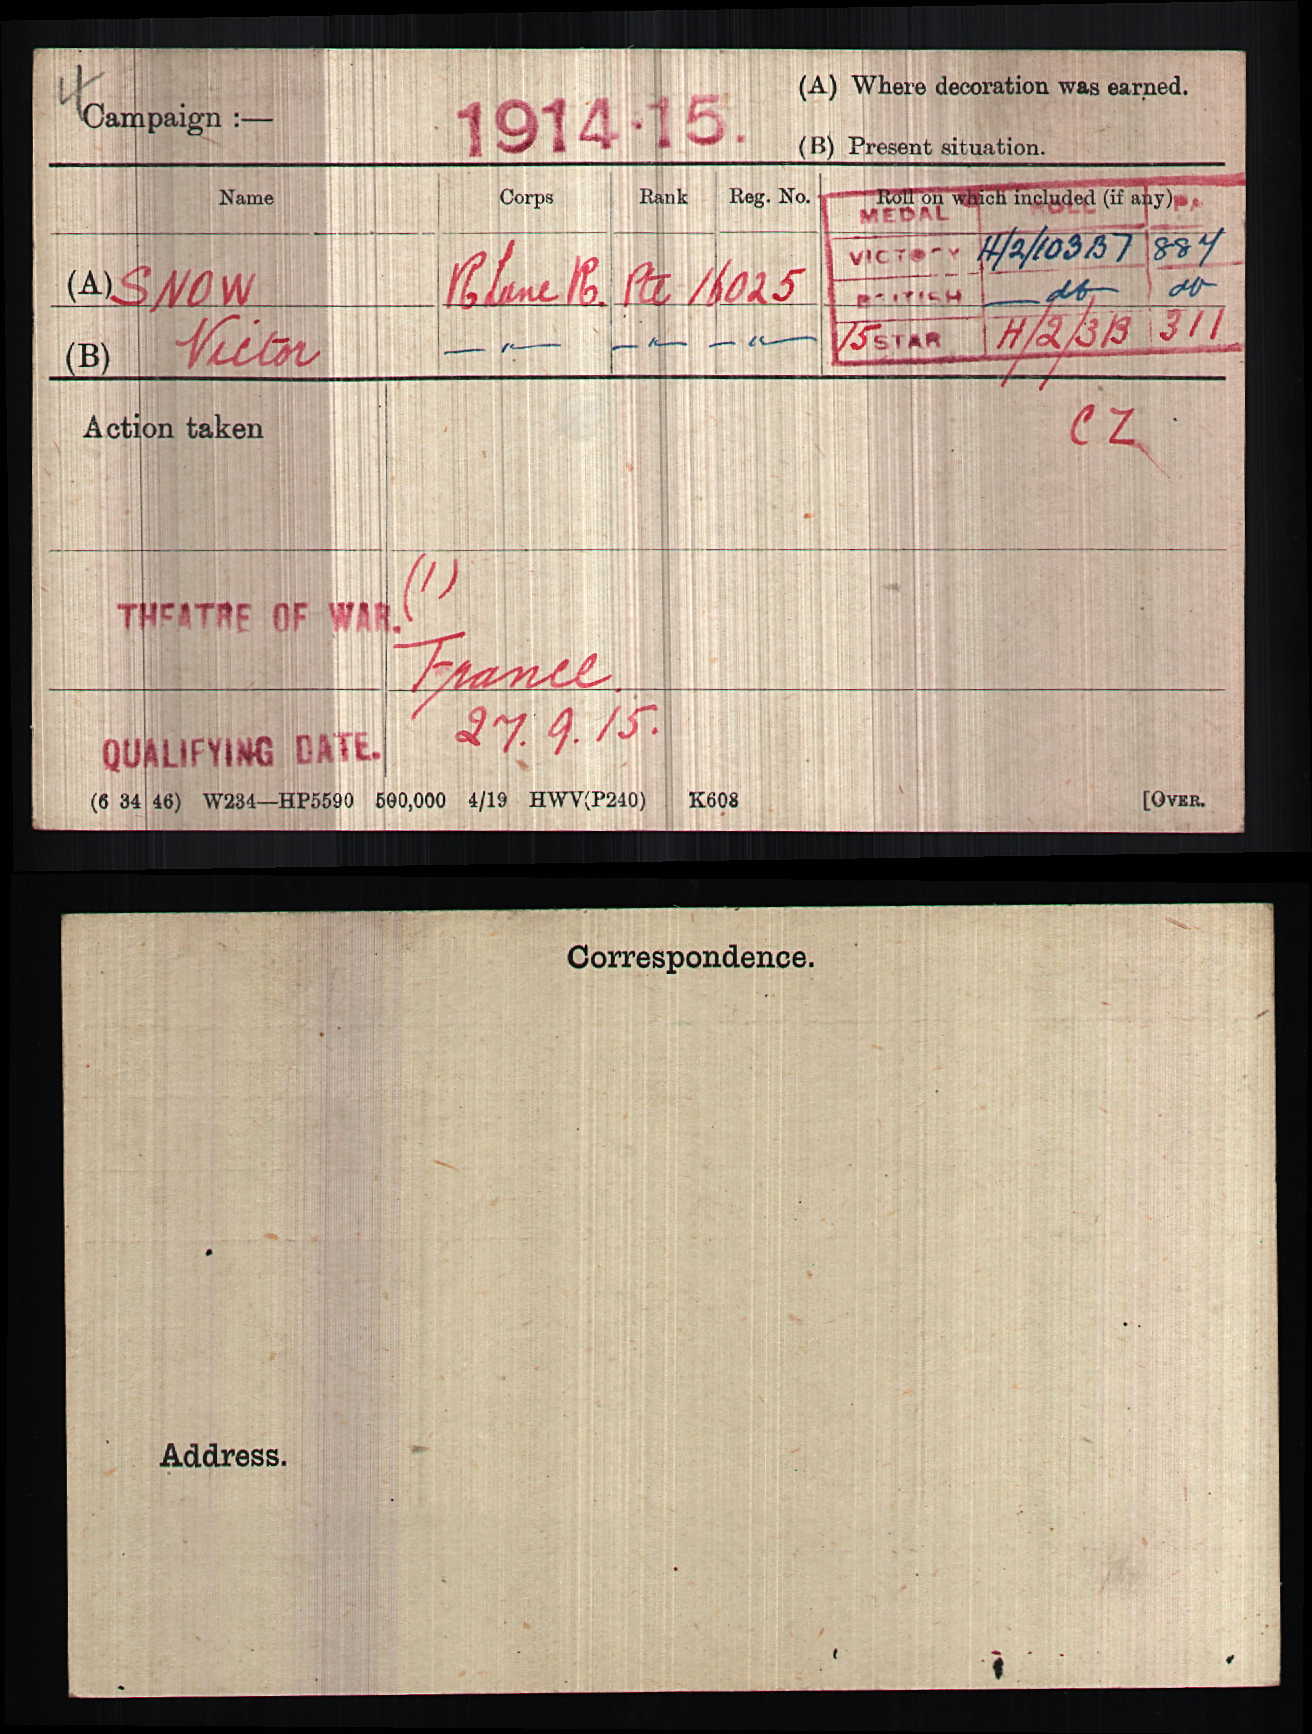 4
Campaign :—
1914-15.
(A) Where decoration was earned.
(B) Present situation.
Name Corps Rank Reg. No. Roll on which included (if any)
MEDAL ROLL PA
(A) SNOW R. Lanc R. Pte 16025 VICTORY H/2/103B7 884
BRITISH — do — do
(B) Victor — " — — " — — " — 15 STAR H/2/3B 311
Action taken
C Z
THEATRE OF WAR. (1)
France
QUALIFYING DATE. 27. 9. 15.
(6 34 46) W234—HP5590 500,000 4/19 HWV(P240) K608 [OVER.
Correspondence.
Address.